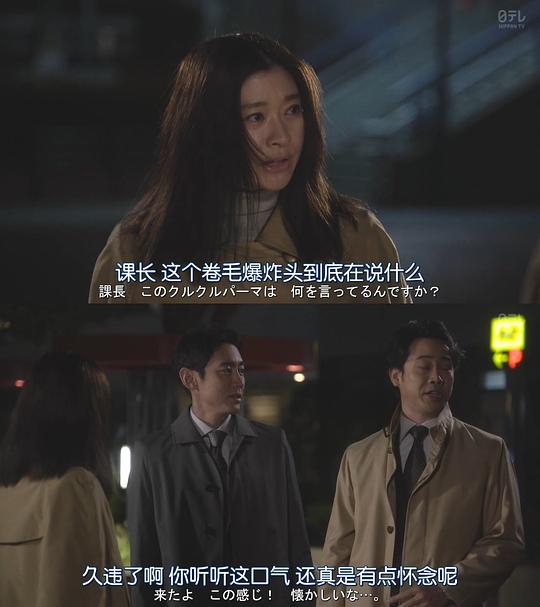 日テレ
NIPPON TV
课长 这个卷毛爆炸头到底在说什么
課長　このクルクルパーマは　何を言ってるんですか？
久违了啊 你听听这口气 还真是有点怀念呢
来たよ　この感じ！　懐かしいな…。